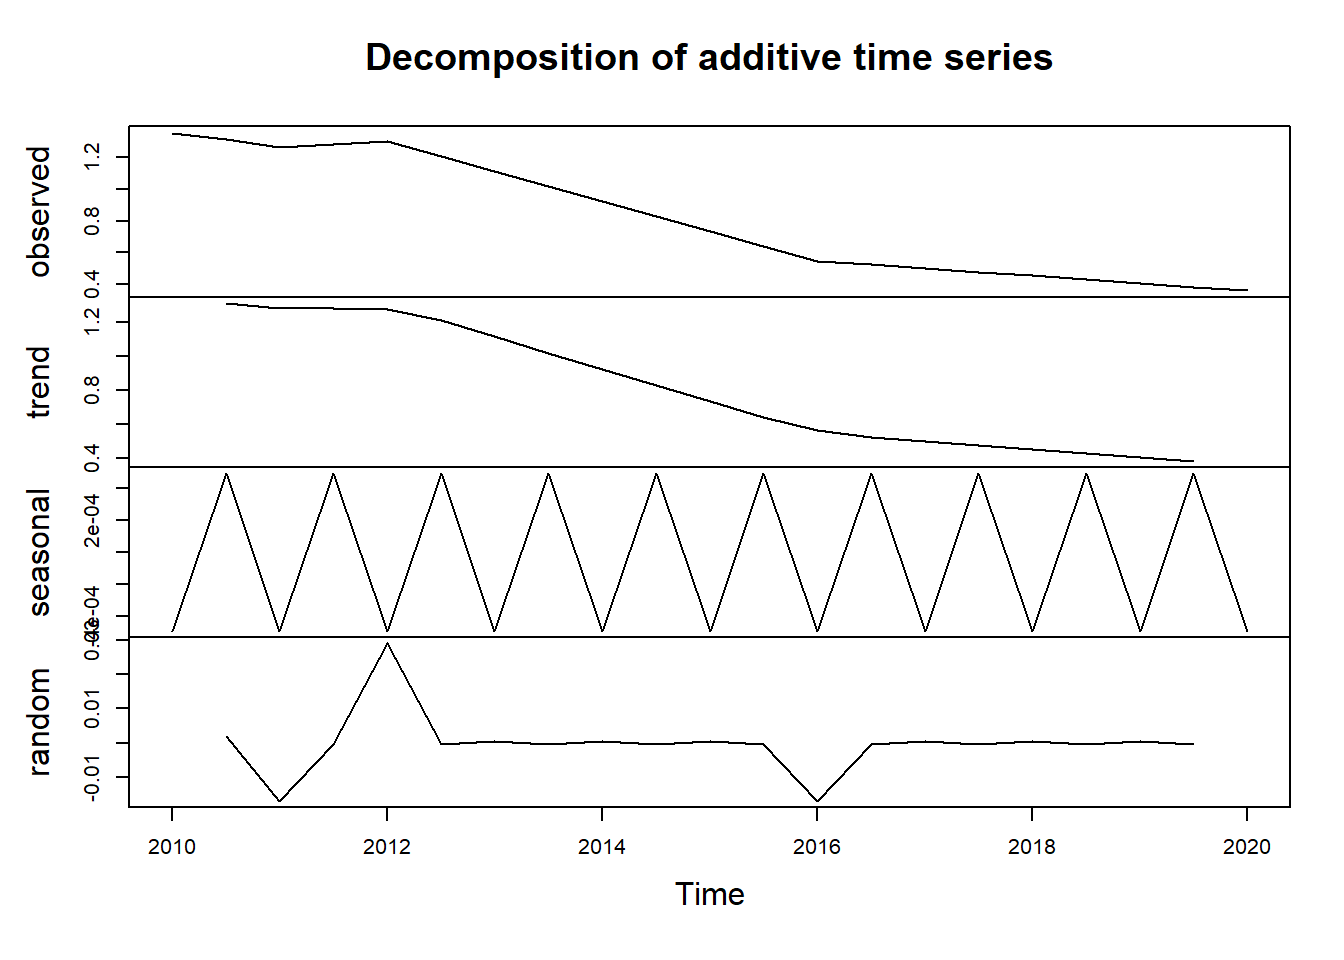 Decomposition of additive time series
observed
0.4 0.8 1.2
trend
0.4 0.8 1.2
seasonal
2e-04
random
-0.01 0.01
2010 2012 2014 2016 2018 2020
Time